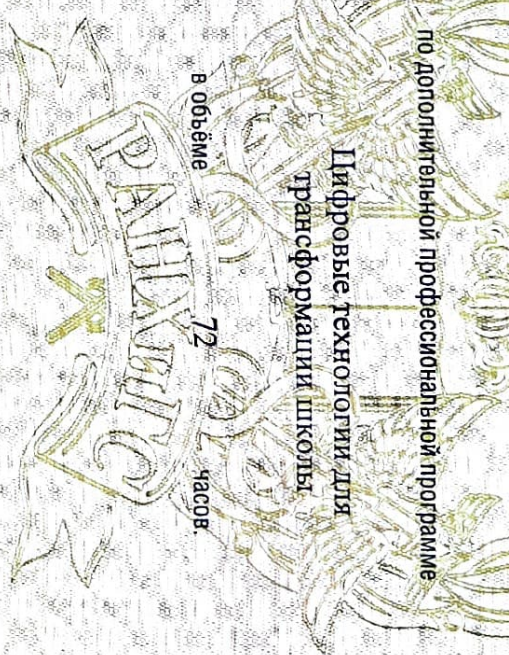 по дополнительной профессиональной программе
Цифровые технологии для
трансформации школы
в объёме 72 часов.
РАНХиГС